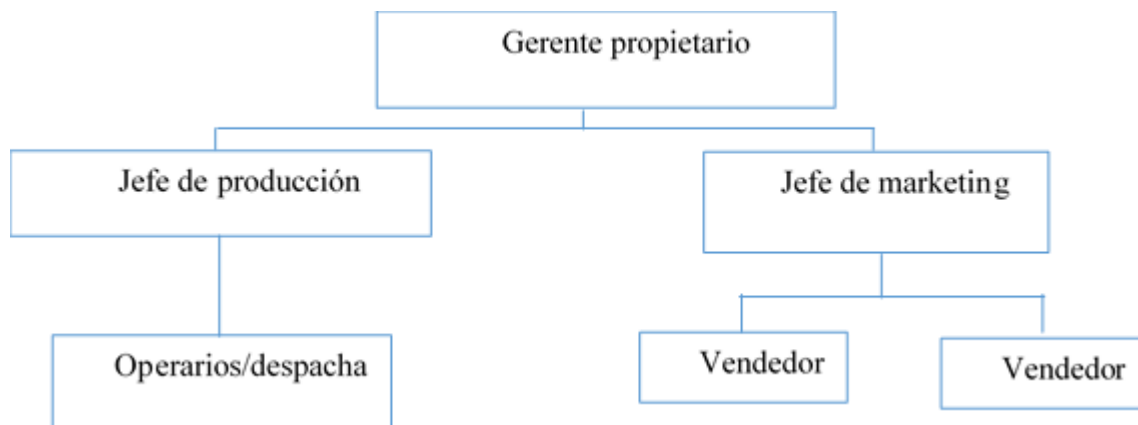 Gerente propietario
Jefe de producción
Jefe de marketing
Operarios/despacha
Vendedor
Vendedor